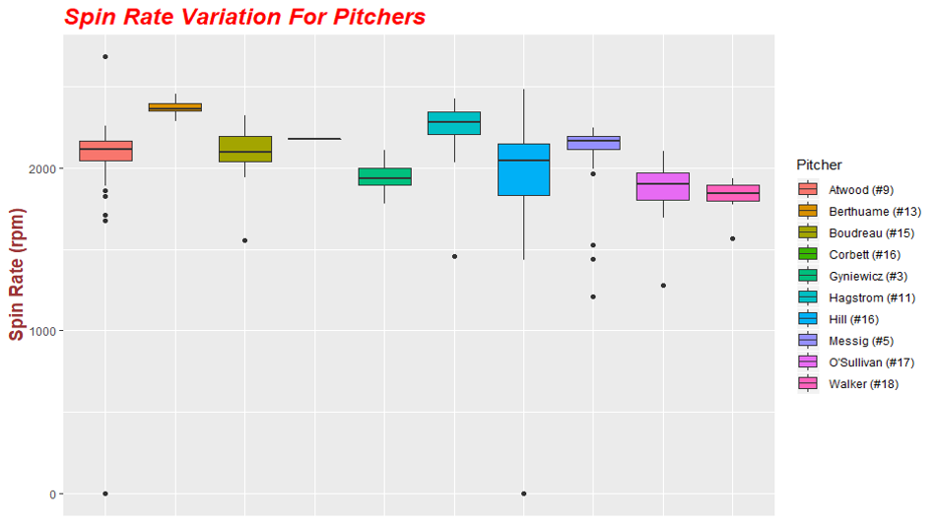 Spin Rate Variation For Pitchers
Spin Rate (rpm)
2000
1000
0
Pitcher
Atwood (#9)
Berthuame (#13)
Boudreau (#15)
Corbett (#16)
Gyniewicz (#3)
Hagstrom (#11)
Hill (#16)
Messig (#5)
O'Sullivan (#17)
Walker (#18)